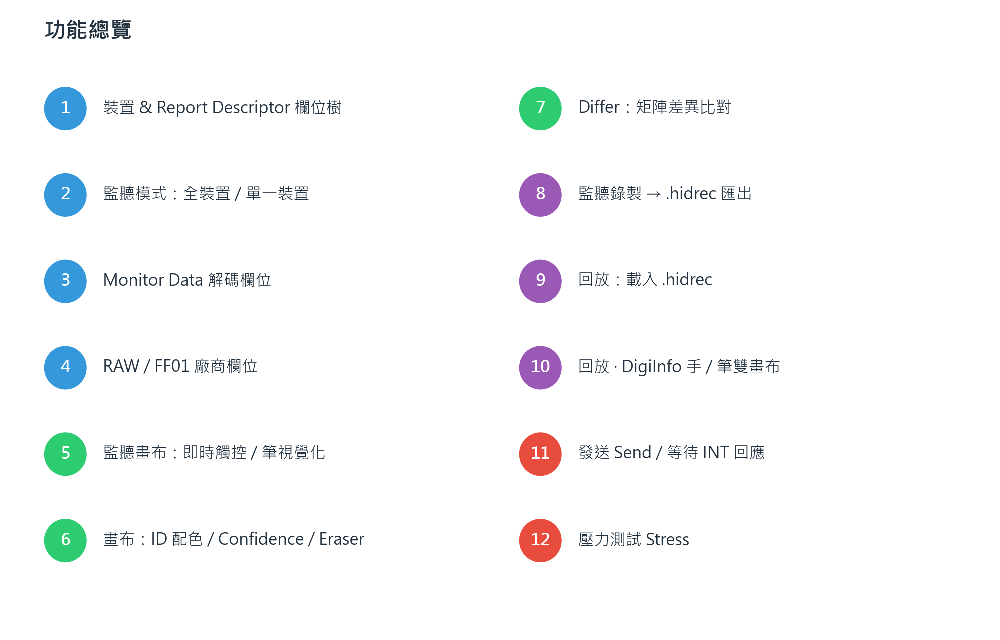 功能總覽
1 裝置 & Report Descriptor 欄位樹
2 監聽模式：全裝置 / 單一裝置
3 Monitor Data 解碼欄位
4 RAW / FF01 廠商欄位
5 監聽畫布：即時觸控 / 筆視覺化
6 畫布：ID 配色 / Confidence / Eraser
7 Differ：矩陣差異比對
8 監聽錄製 → .hidrec 匯出
9 回放：載入 .hidrec
10 回放 · DigiInfo 手 / 筆雙畫布
11 發送 Send / 等待 INT 回應
12 壓力測試 Stress